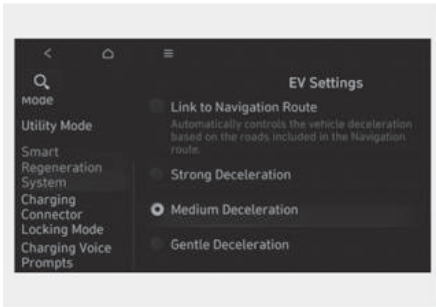 EV Settings
MODE
Utility Mode
Smart
Regeneration
System
Charging
Connector
Locking Mode
Charging Voice
Prompts
Link to Navigation Route
Automatically controls the vehicle deceleration
based on the roads included in the Navigation
route.
Strong Deceleration
Medium Deceleration
Gentle Deceleration